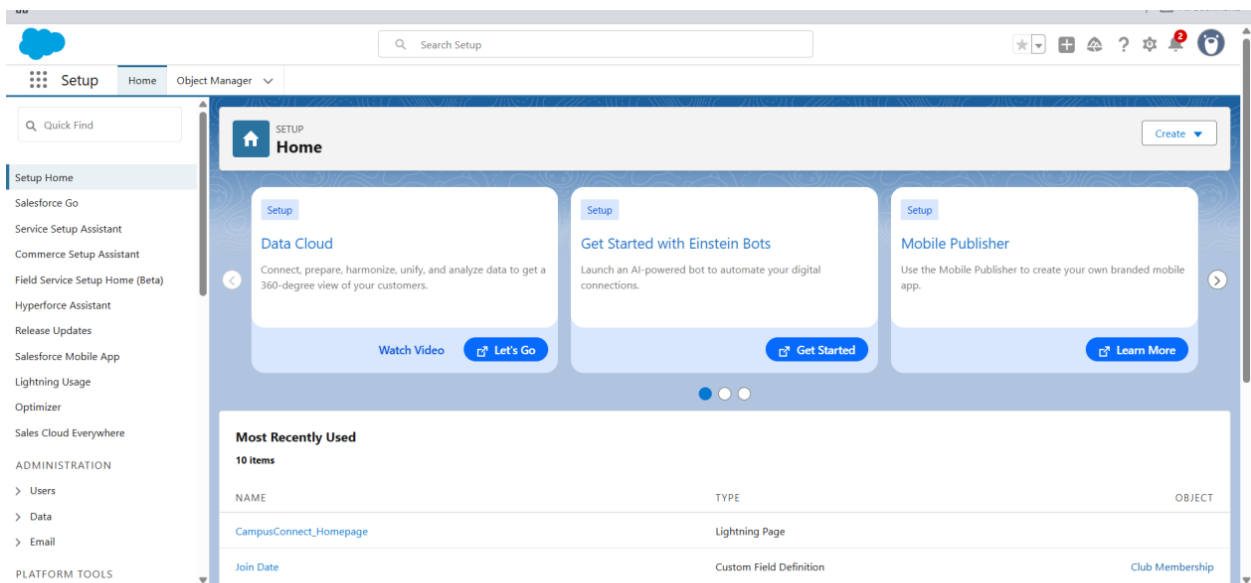 Search Setup
2
Setup
Home
Object Manager
Quick Find
Setup Home
Salesforce Go
Service Setup Assistant
Commerce Setup Assistant
Field Service Setup Home (Beta)
Hyperforce Assistant
Release Updates
Salesforce Mobile App
Lightning Usage
Optimizer
Sales Cloud Everywhere
ADMINISTRATION
Users
Data
Email
PLATFORM TOOLS
SETUP
Home
Create
Setup
Data Cloud
Connect, prepare, harmonize, unify, and analyze data to get a
360-degree view of your customers.
Watch Video
Let's Go
Setup
Get Started with Einstein Bots
Launch an AI-powered bot to automate your digital
connections.
Get Started
Setup
Mobile Publisher
Use the Mobile Publisher to create your own branded mobile
app.
Learn More
Most Recently Used
10 items
NAME TYPE OBJECT
CampusConnect_Homepage Lightning Page
Join Date Custom Field Definition Club Membership